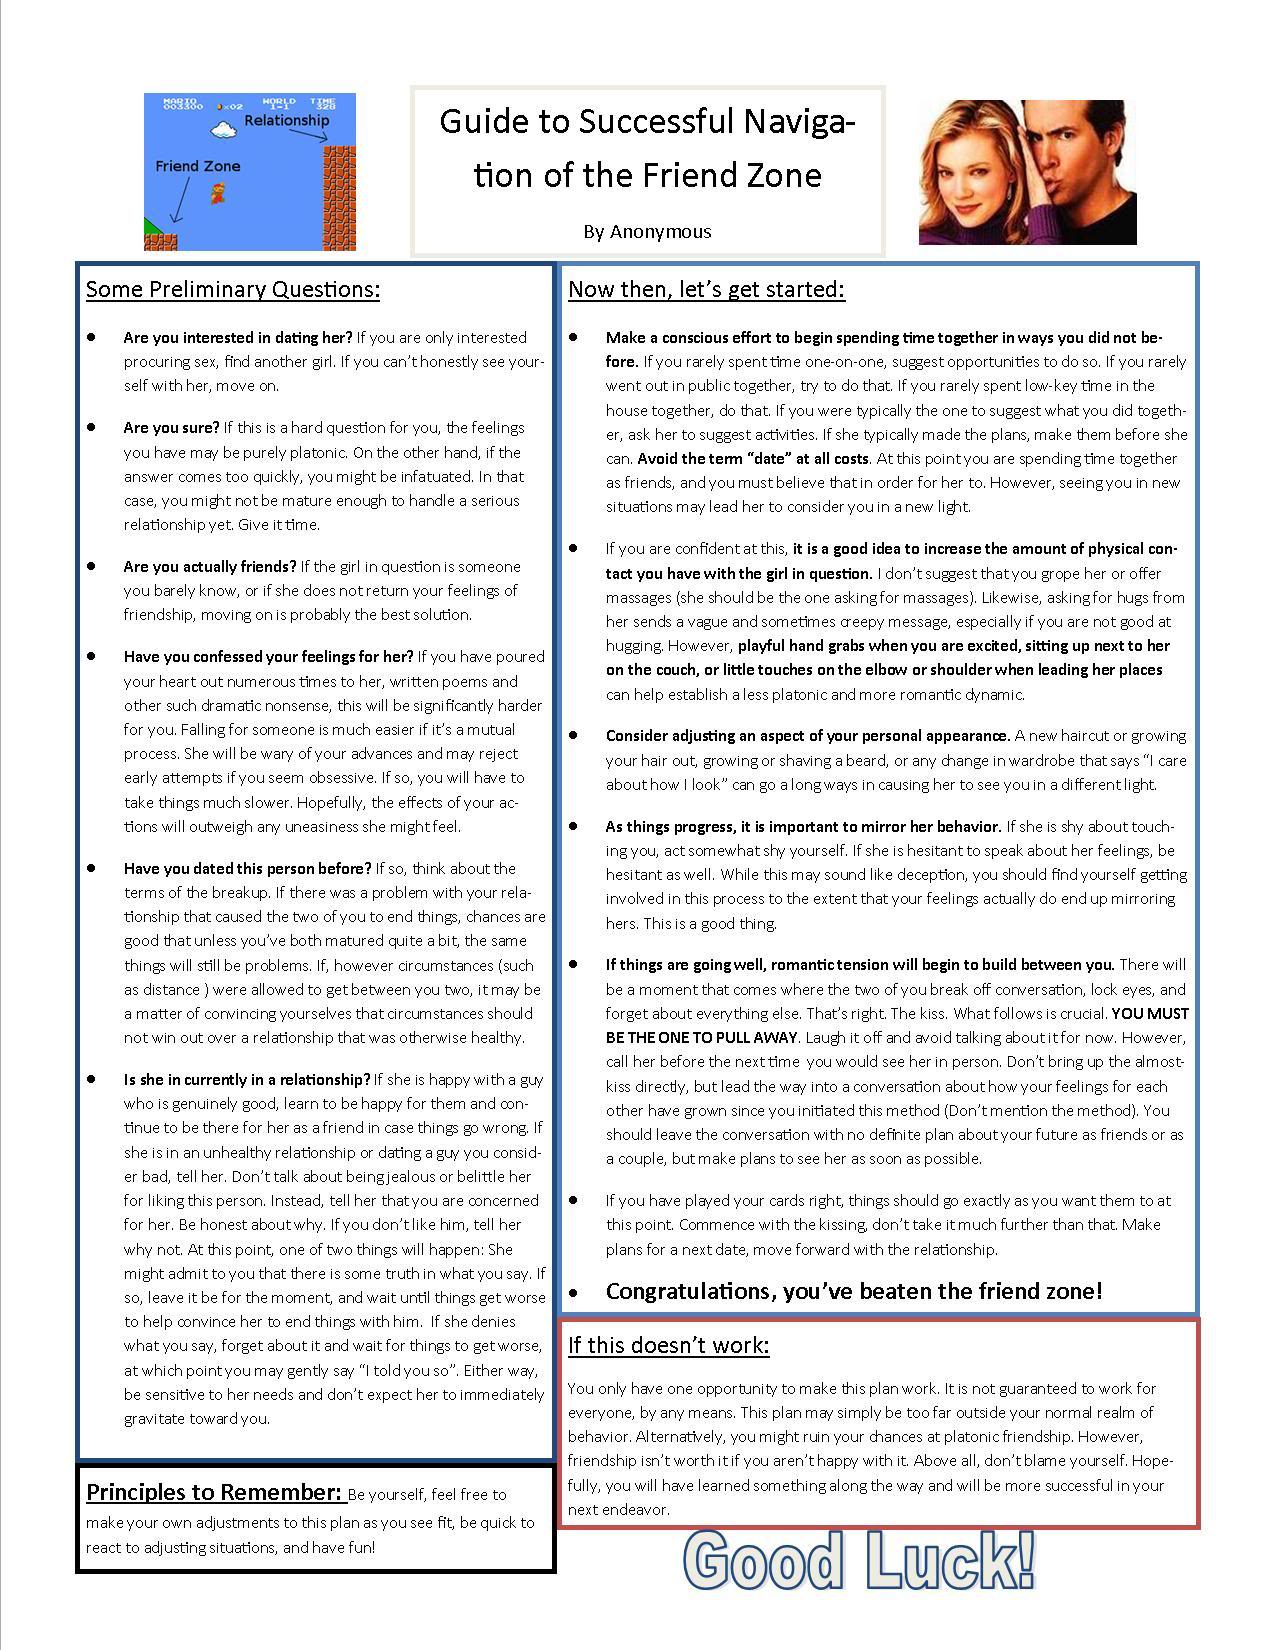 MARIO
003300
×02
WORLD
1-1
TIME
328
Relationship
Friend Zone
Guide to Successful Naviga-
tion of the Friend Zone
By Anonymous
Some Preliminary Questions:
• Are you interested in dating her? If you are only interested
procuring sex, find another girl. If you can't honestly see your-
self with her, move on.
• Are you sure? If this is a hard question for you, the feelings
you have may be purely platonic. On the other hand, if the
answer comes too quickly, you might be infatuated. In that
case, you might not be mature enough to handle a serious
relationship yet. Give it time.
• Are you actually friends? If the girl in question is someone
you barely know, or if she does not return your feelings of
friendship, moving on is probably the best solution.
• Have you confessed your feelings for her? If you have poured
your heart out numerous times to her, written poems and
other such dramatic nonsense, this will be significantly harder
for you. Falling for someone is much easier if it's a mutual
process. She will be wary of your advances and may reject
early attempts if you seem obsessive. If so, you will have to
take things much slower. Hopefully, the effects of your ac-
tions will outweigh any uneasiness she might feel.
• Have you dated this person before? If so, think about the
terms of the breakup. If there was a problem with your rela-
tionship that caused the two of you to end things, chances are
good that unless you've both matured quite a bit, the same
things will still be problems. If, however circumstances (such
as distance ) were allowed to get between you two, it may be
a matter of convincing yourselves that circumstances should
not win out over a relationship that was otherwise healthy.
• Is she in currently in a relationship? If she is happy with a guy
who is genuinely good, learn to be happy for them and con-
tinue to be there for her as a friend in case things go wrong. If
she is in an unhealthy relationship or dating a guy you consid-
er bad, tell her. Don't talk about being jealous or belittle her
for liking this person. Instead, tell her that you are concerned
for her. Be honest about why. If you don't like him, tell her
why not. At this point, one of two things will happen: She
might admit to you that there is some truth in what you say. If
so, leave it be for the moment, and wait until things get worse
to help convince her to end things with him. If she denies
what you say, forget about it and wait for things to get worse,
at which point you may gently say "I told you so". Either way,
be sensitive to her needs and don't expect her to immediately
gravitate toward you.
Principles to Remember: Be yourself, feel free to
make your own adjustments to this plan as you see fit, be quick to
react to adjusting situations, and have fun!
Now then, let's get started:
• Make a conscious effort to begin spending time together in ways you did not be-
fore. If you rarely spent time one-on-one, suggest opportunities to do so. If you rarely
went out in public together, try to do that. If you rarely spent low-key time in the
house together, do that. If you were typically the one to suggest what you did togeth-
er, ask her to suggest activities. If she typically made the plans, make them before she
can. Avoid the term "date" at all costs. At this point you are spending time together
as friends, and you must believe that in order for her to. However, seeing you in new
situations may lead her to consider you in a new light.
• If you are confident at this, it is a good idea to increase the amount of physical con-
tact you have with the girl in question. I don't suggest that you grope her or offer
massages (she should be the one asking for massages). Likewise, asking for hugs from
her sends a vague and sometimes creepy message, especially if you are not good at
hugging. However, playful hand grabs when you are excited, sitting up next to her
on the couch, or little touches on the elbow or shoulder when leading her places
can help establish a less platonic and more romantic dynamic.
• Consider adjusting an aspect of your personal appearance. A new haircut or growing
your hair out, growing or shaving a beard, or any change in wardrobe that says "I care
about how I look" can go a long ways in causing her to see you in a different light.
• As things progress, it is important to mirror her behavior. If she is shy about touch-
ing you, act somewhat shy yourself. If she is hesitant to speak about her feelings, be
hesitant as well. While this may sound like deception, you should find yourself getting
involved in this process to the extent that your feelings actually do end up mirroring
hers. This is a good thing.
• If things are going well, romantic tension will begin to build between you. There will
be a moment that comes where the two of you break off conversation, lock eyes, and
forget about everything else. That's right. The kiss. What follows is crucial. YOU MUST
BE THE ONE TO PULL AWAY. Laugh it off and avoid talking about it for now. However,
call her before the next time you would see her in person. Don't bring up the almost-
kiss directly, but lead the way into a conversation about how your feelings for each
other have grown since you initiated this method (Don't mention the method). You
should leave the conversation with no definite plan about your future as friends or as
a couple, but make plans to see her as soon as possible.
• If you have played your cards right, things should go exactly as you want them to at
this point. Commence with the kissing, don't take it much further than that. Make
plans for a next date, move forward with the relationship.
• Congratulations, you've beaten the friend zone!
If this doesn't work:
You only have one opportunity to make this plan work. It is not guaranteed to work for
everyone, by any means. This plan may simply be too far outside your normal realm of
behavior. Alternatively, you might ruin your chances at platonic friendship. However,
friendship isn't worth it if you aren't happy with it. Above all, don't blame yourself. Hope-
fully, you will have learned something along the way and will be more successful in your
next endeavor.
Good Luck!